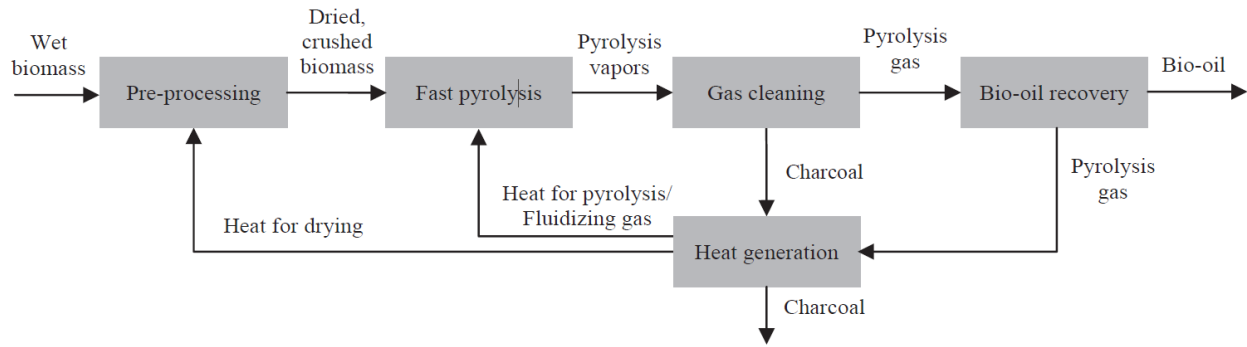 Wet
biomass
Pre-processing
Dried,
crushed
biomass
Fast pyrolysis
Pyrolysis
vapors
Gas cleaning
Pyrolysis
gas
Bio-oil recovery
Bio-oil
Charcoal
Pyrolysis
gas
Heat for pyrolysis/
Fluidizing gas
Heat for drying
Heat generation
Charcoal